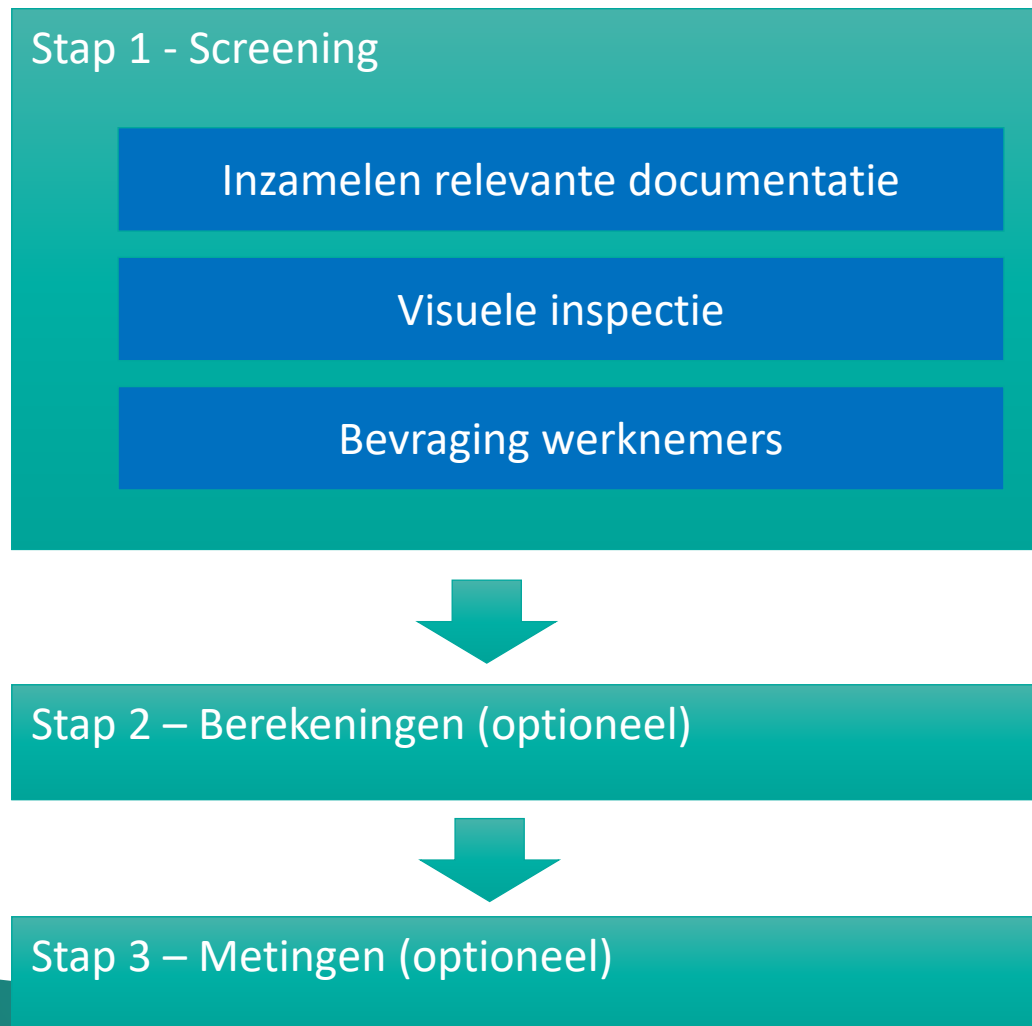 Stap 1 - Screening
Inzamelen relevante documentatie
Visuele inspectie
Bevraging werknemers
Stap 2 – Berekeningen (optioneel)
Stap 3 – Metingen (optioneel)